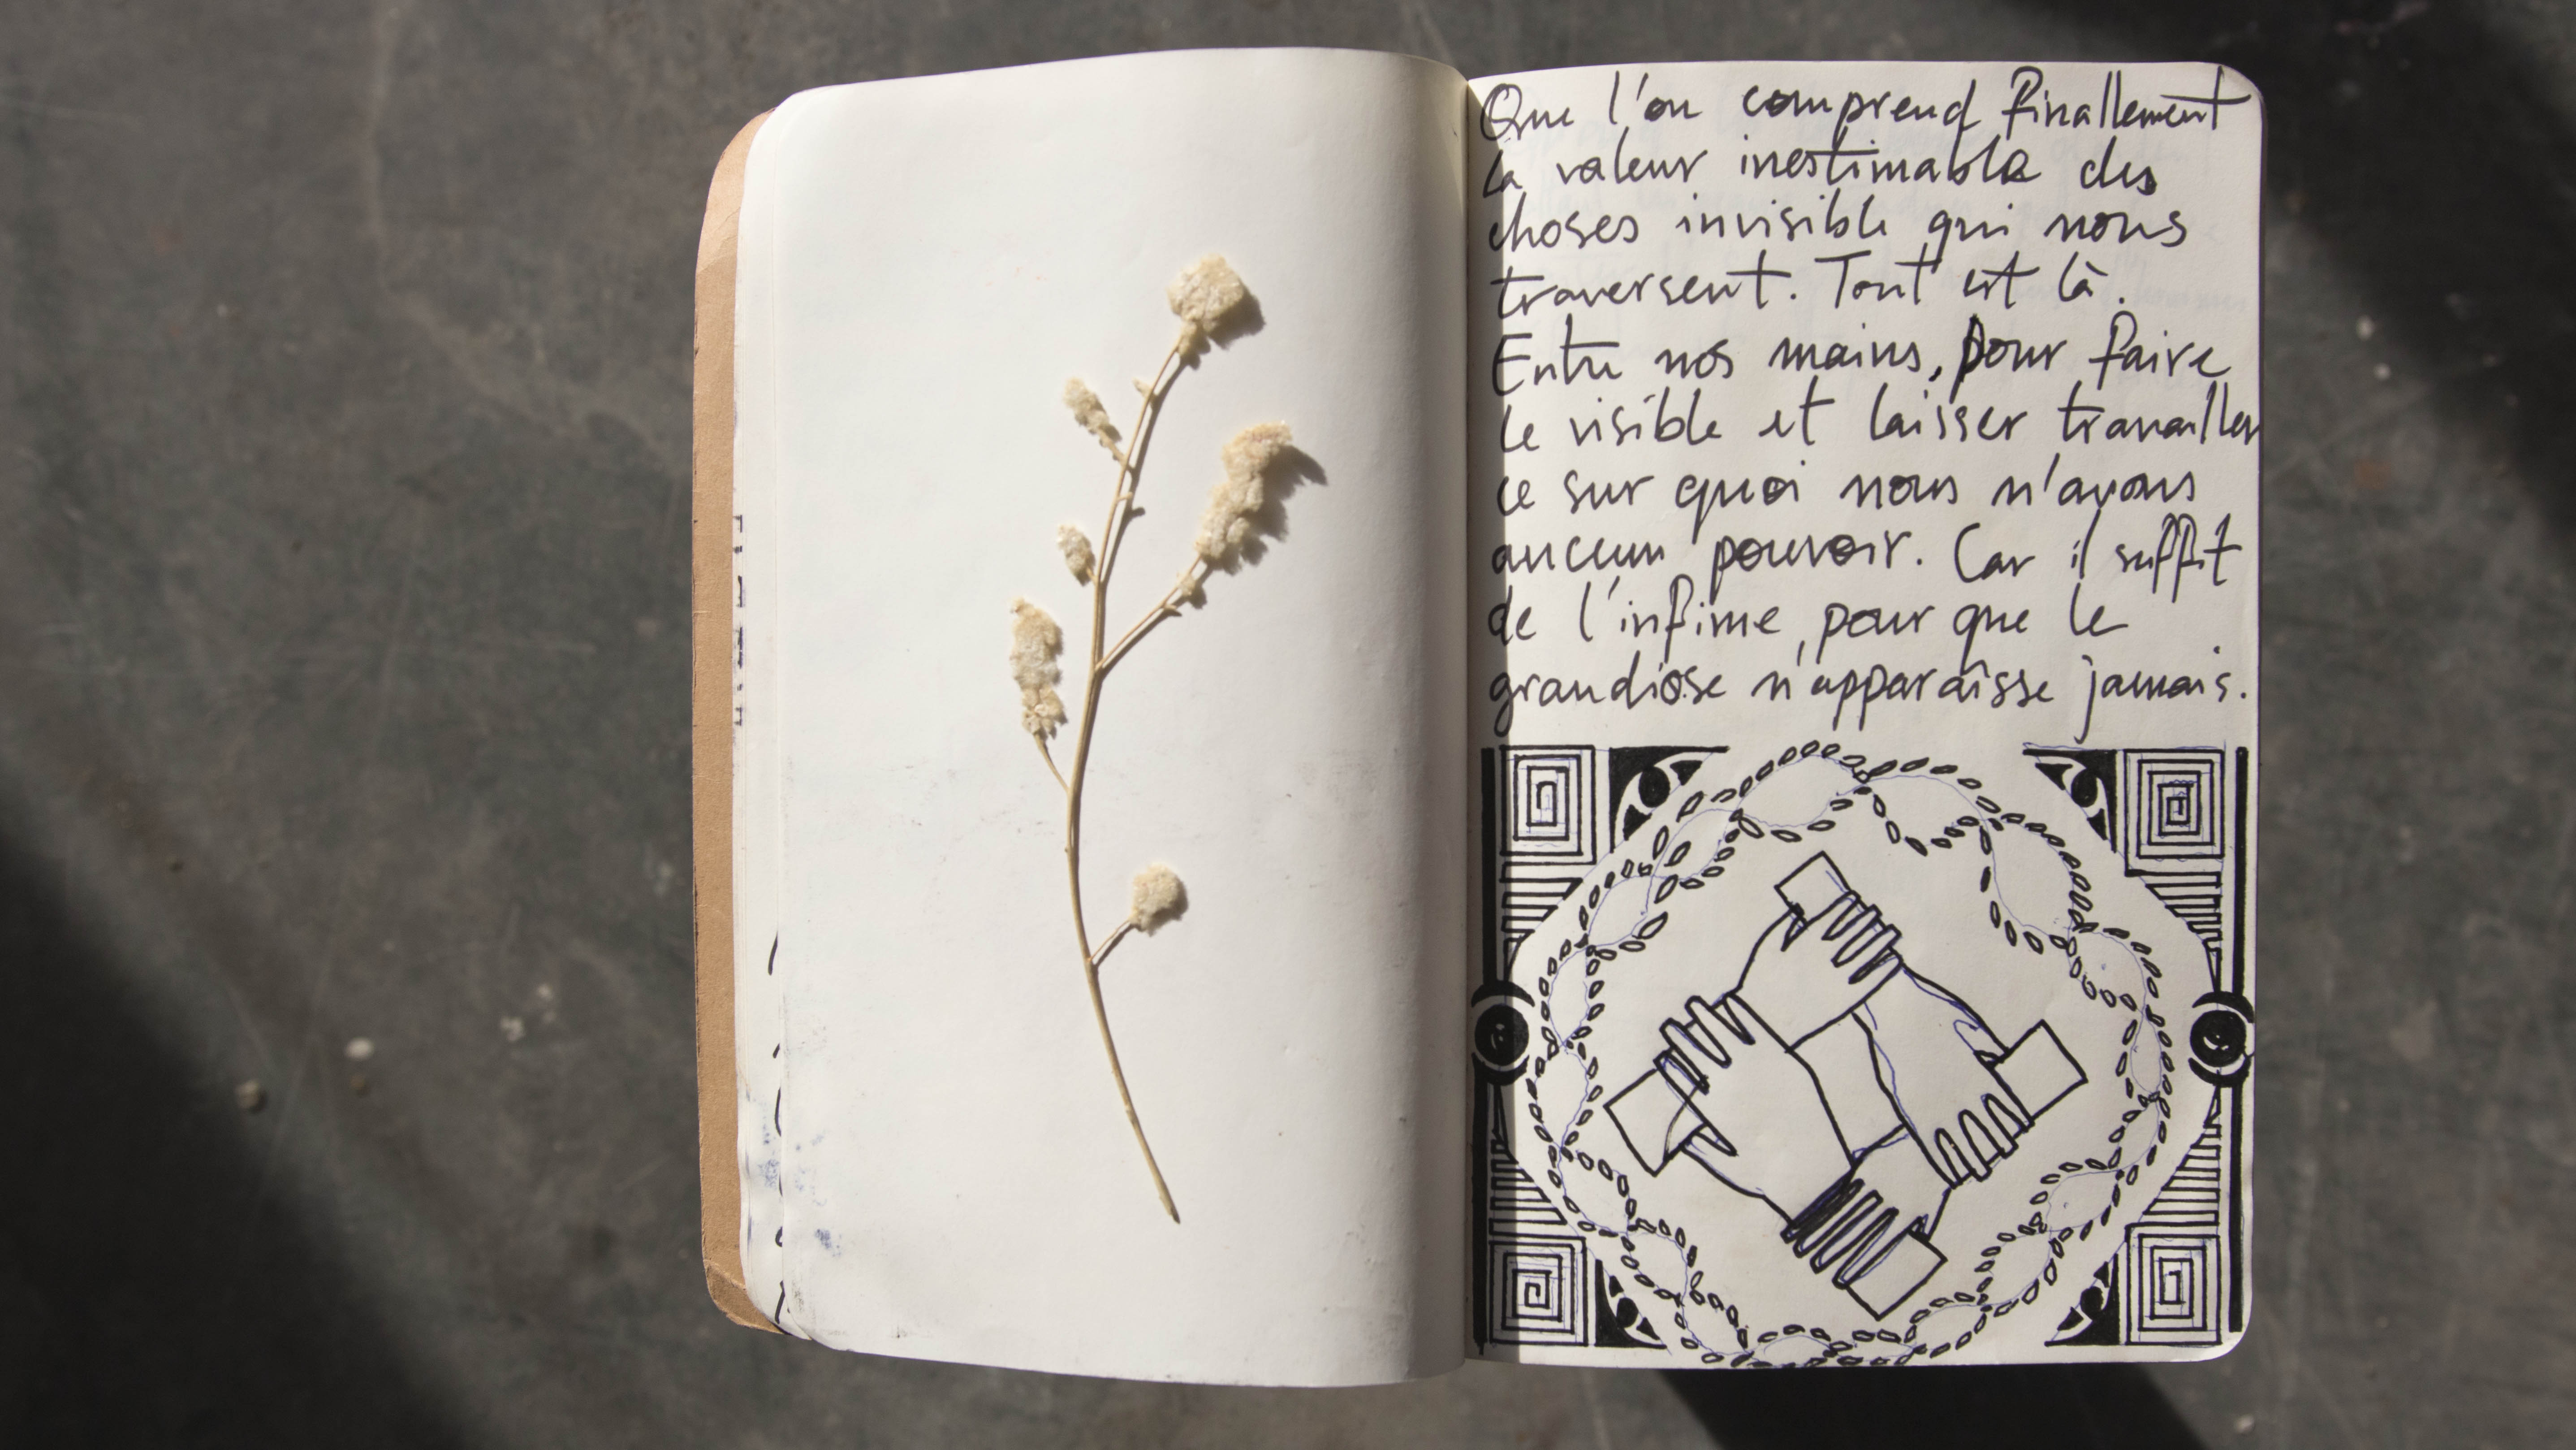 Que l'on comprend finallement
la valeur inestimable des
choses invisible qui nous
traversent. Tout est là.
Entre nos mains, pour faire
le visible et laisser travailler
ce sur quoi nous n'avons
aucun pouvoir. Car il suffit
de l'infime, pour que le
grandiose n'apparaîsse jamais.